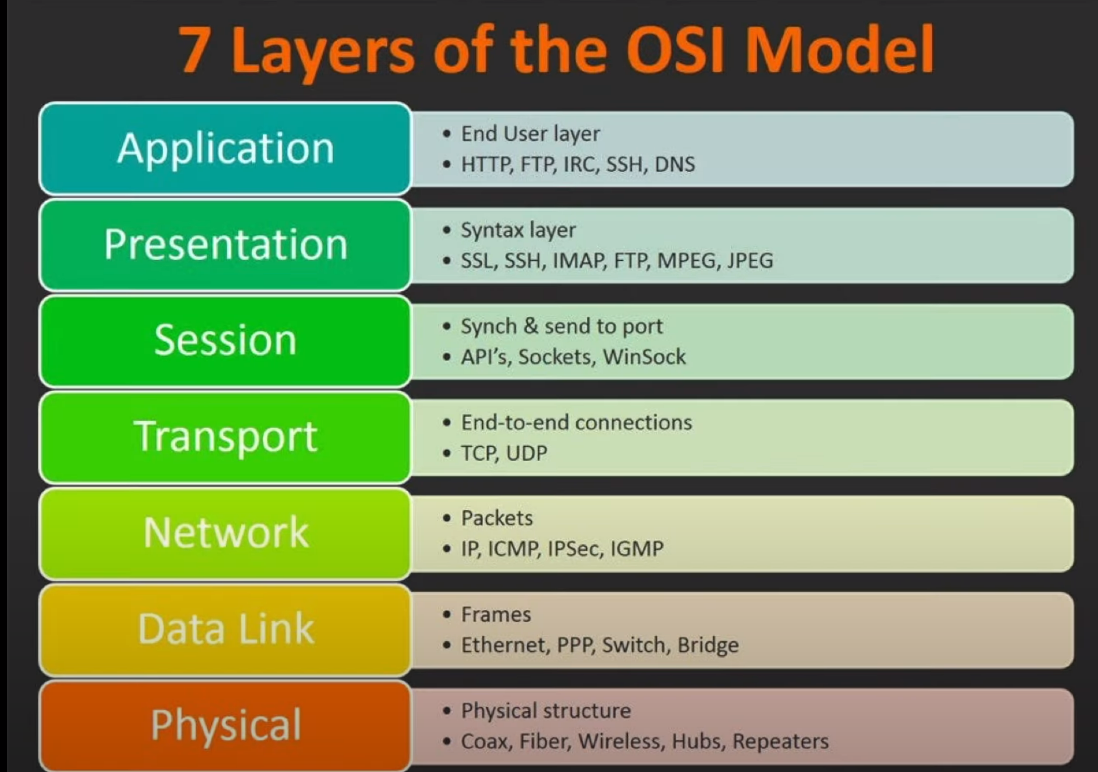 7 Layers of the OSI Model
Application
• End User layer
• HTTP, FTP, IRC, SSH, DNS
Presentation
• Syntax layer
• SSL, SSH, IMAP, FTP, MPEG, JPEG
Session
• Synch & send to port
• API’s, Sockets, WinSock
Transport
• End-to-end connections
• TCP, UDP
Network
• Packets
• IP, ICMP, IPSec, IGMP
Data Link
• Frames
• Ethernet, PPP, Switch, Bridge
Physical
• Physical structure
• Coax, Fiber, Wireless, Hubs, Repeaters